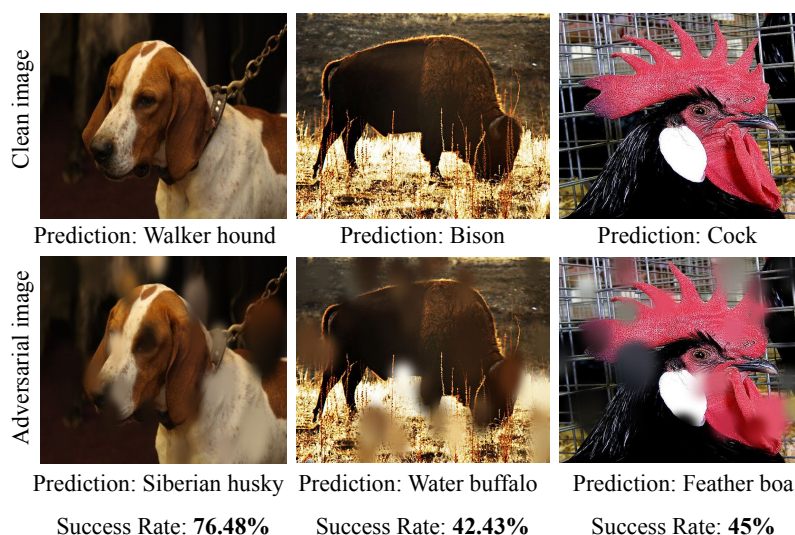 Clean image
Prediction: Walker hound
Prediction: Bison
Prediction: Cock
Adversarial image
Prediction: Siberian husky
Prediction: Water buffalo
Prediction: Feather boa
Success Rate: 76.48%
Success Rate: 42.43%
Success Rate: 45%